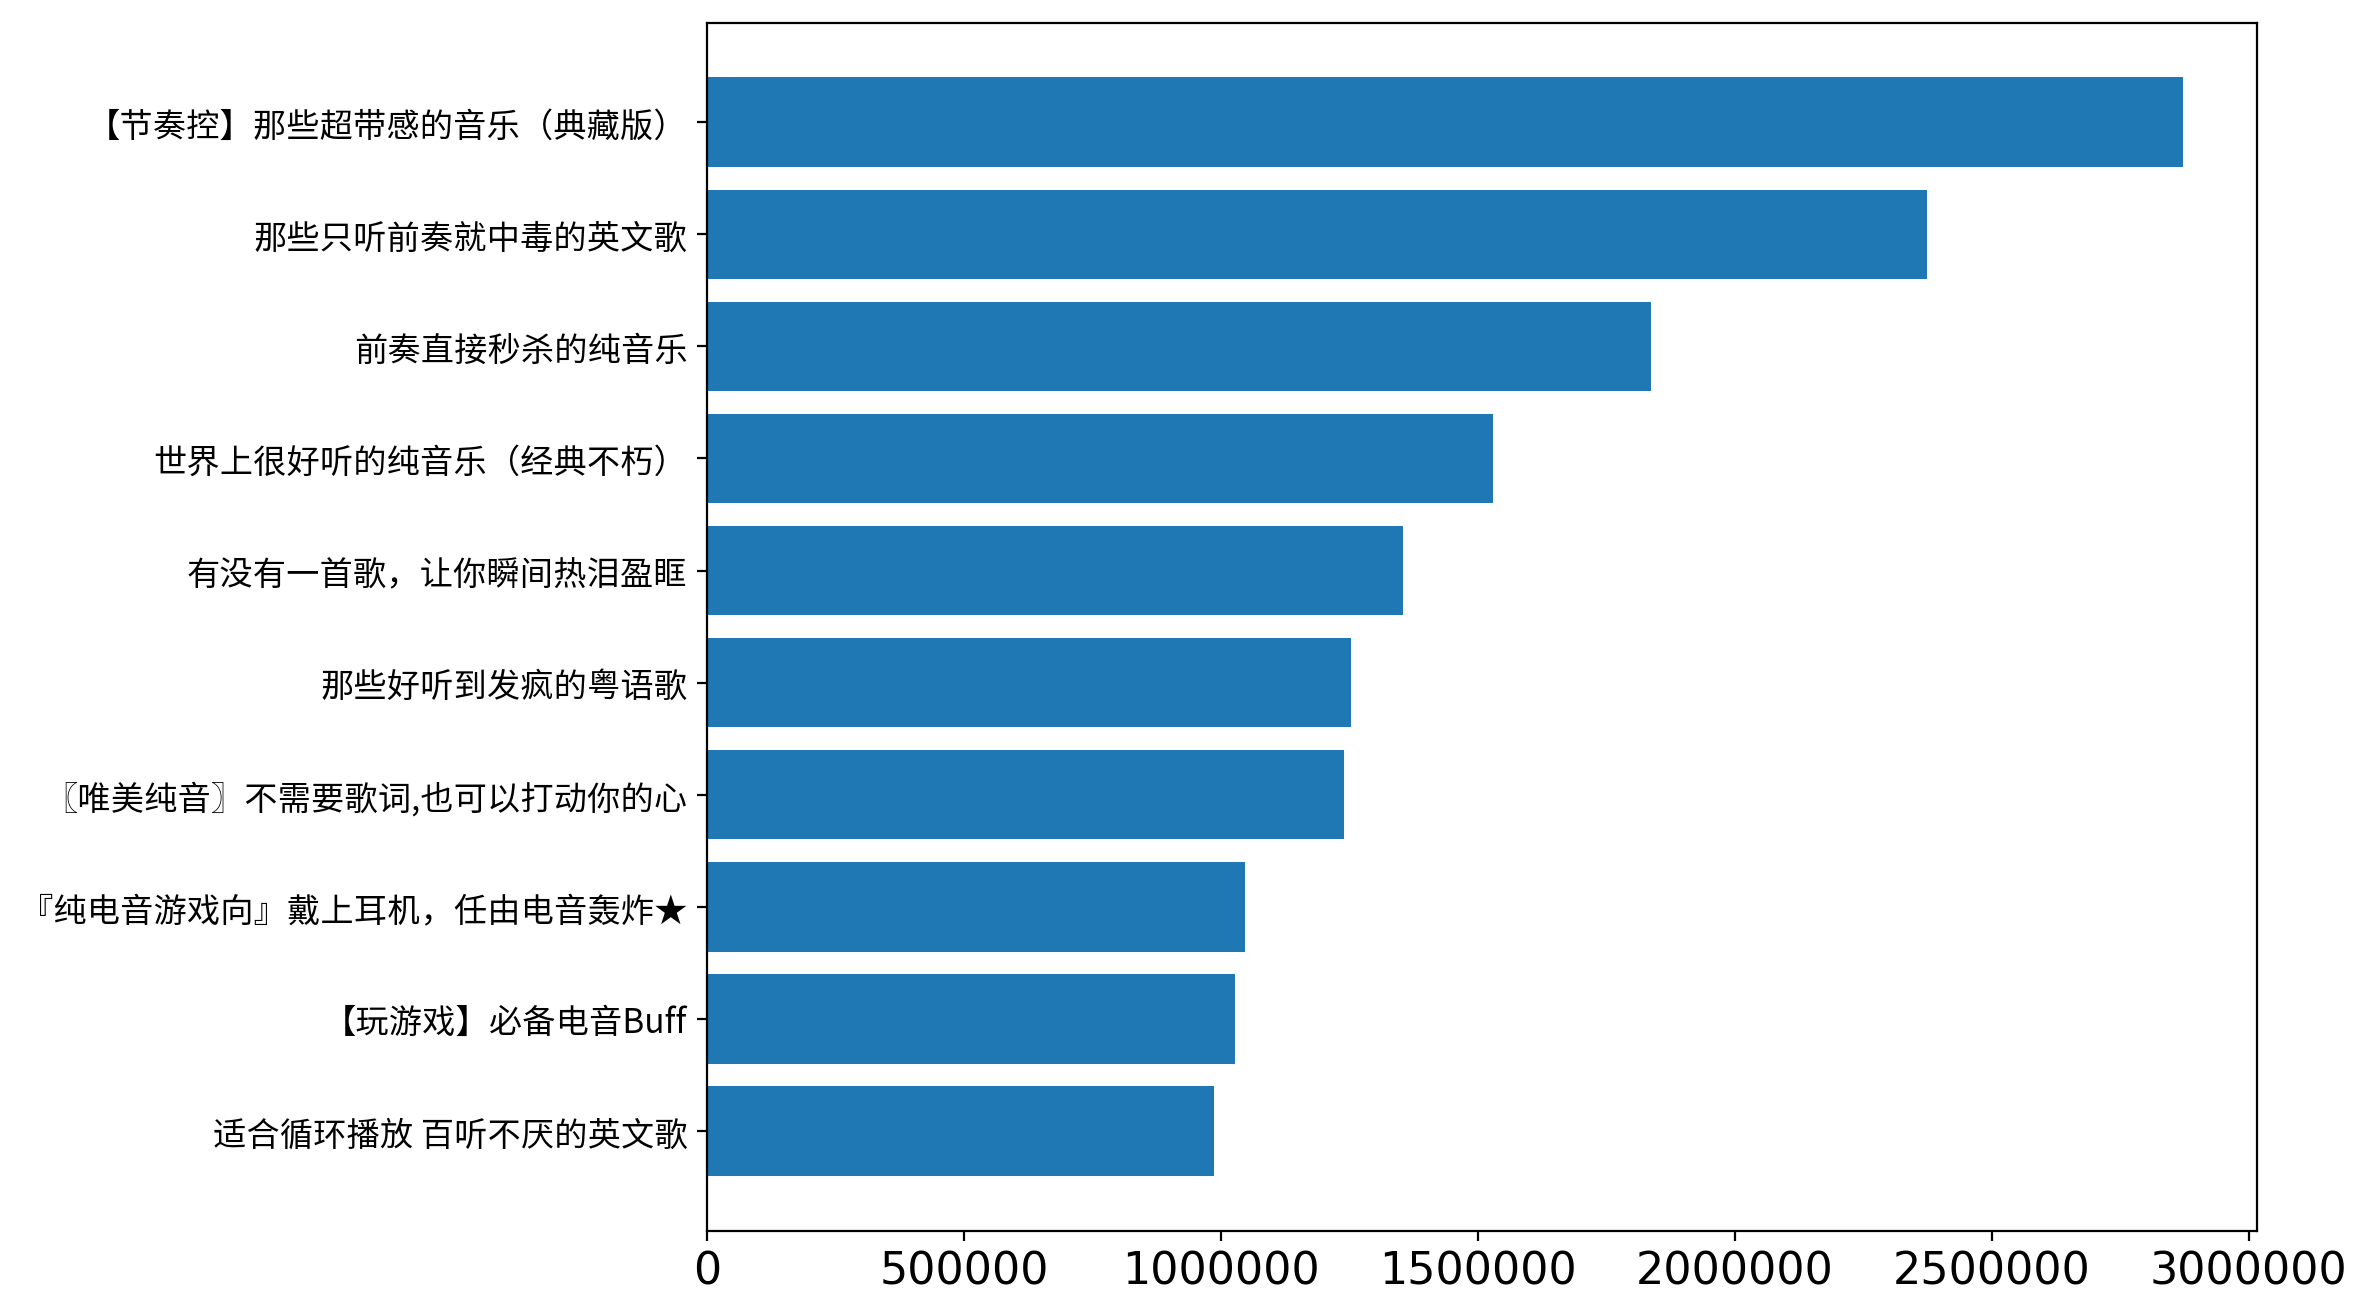 【节奏控】那些超带感的音乐（典藏版）
那些只听前奏就中毒的英文歌
前奏直接秒杀的纯音乐
世界上很好听的纯音乐（经典不朽）
有没有一首歌，让你瞬间热泪盈眶
那些好听到发疯的粤语歌
〖唯美纯音〗不需要歌词,也可以打动你的心
『纯电音游戏向』戴上耳机，任由电音轰炸★
【玩游戏】必备电音Buff
适合循环播放 百听不厌的英文歌
0 500000 1000000 1500000 2000000 2500000 3000000